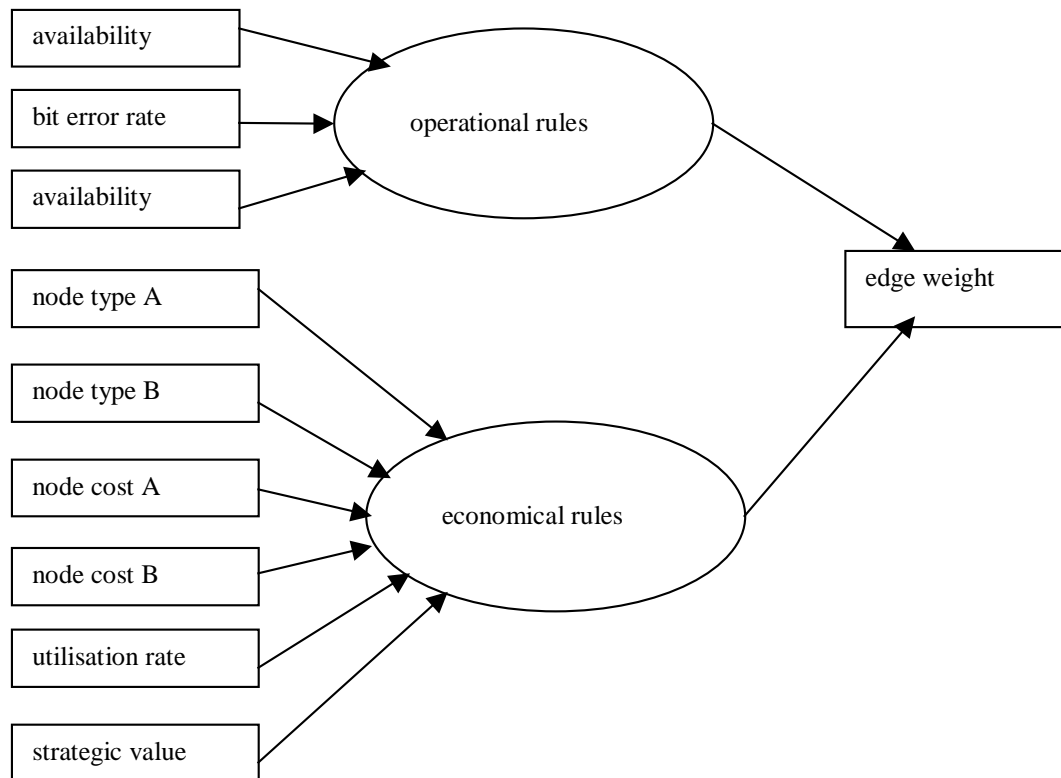 availability
bit error rate
availability
operational rules
edge weight
node type A
node type B
node cost A
node cost B
utilisation rate
strategic value
economical rules